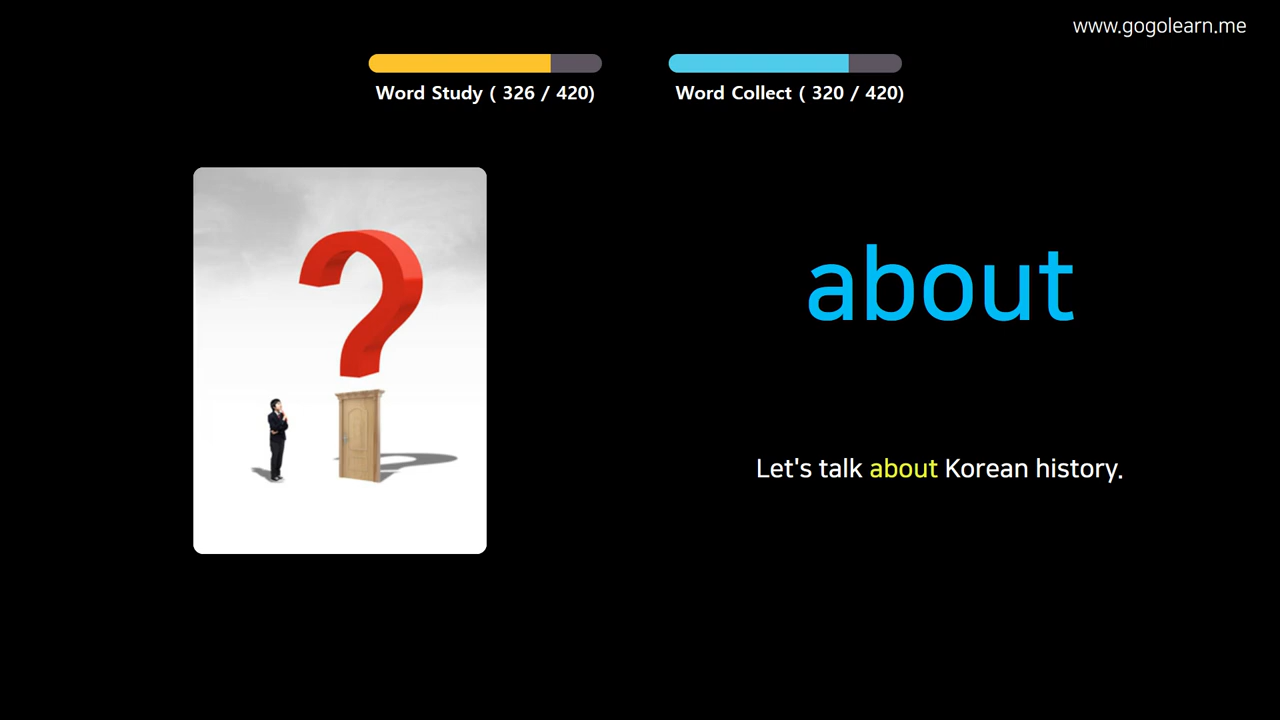 www.gogolearn.me
Word Study ( 326 / 420)
Word Collect ( 320 / 420)
about
Let's talk about Korean history.